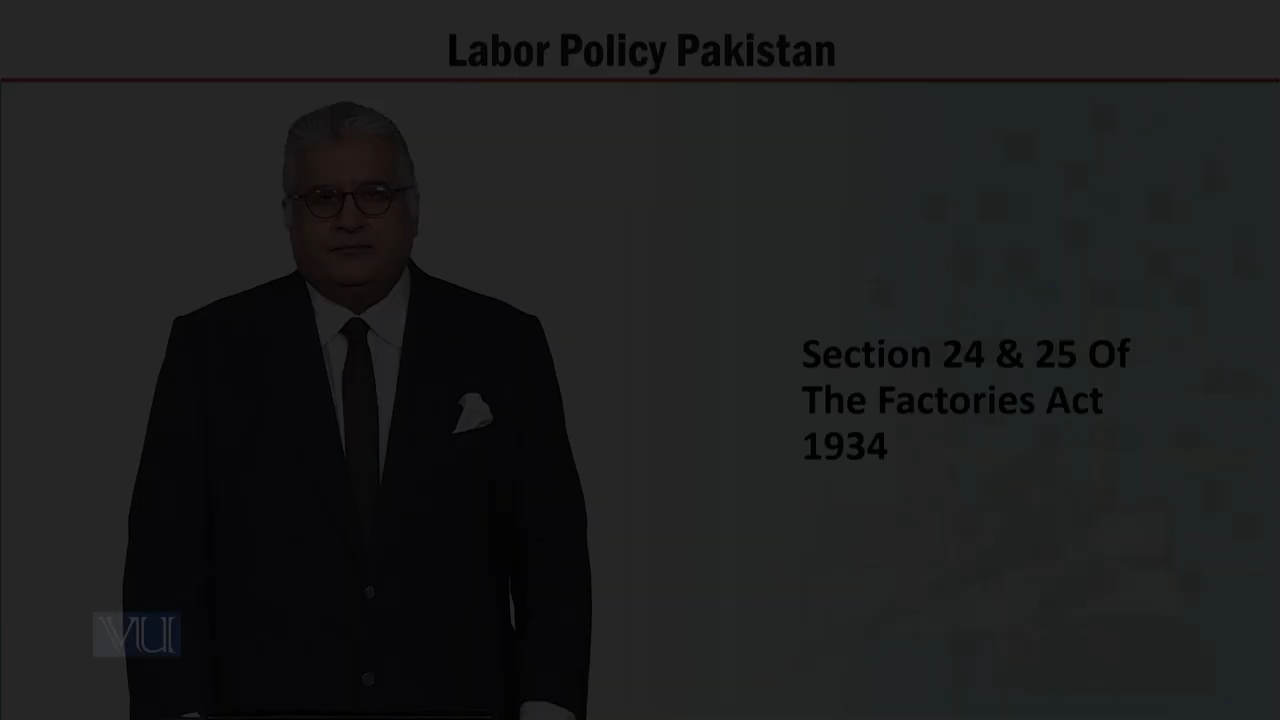 Labor Policy Pakistan
Section 24 & 25 Of
The Factories Act
1934
VU